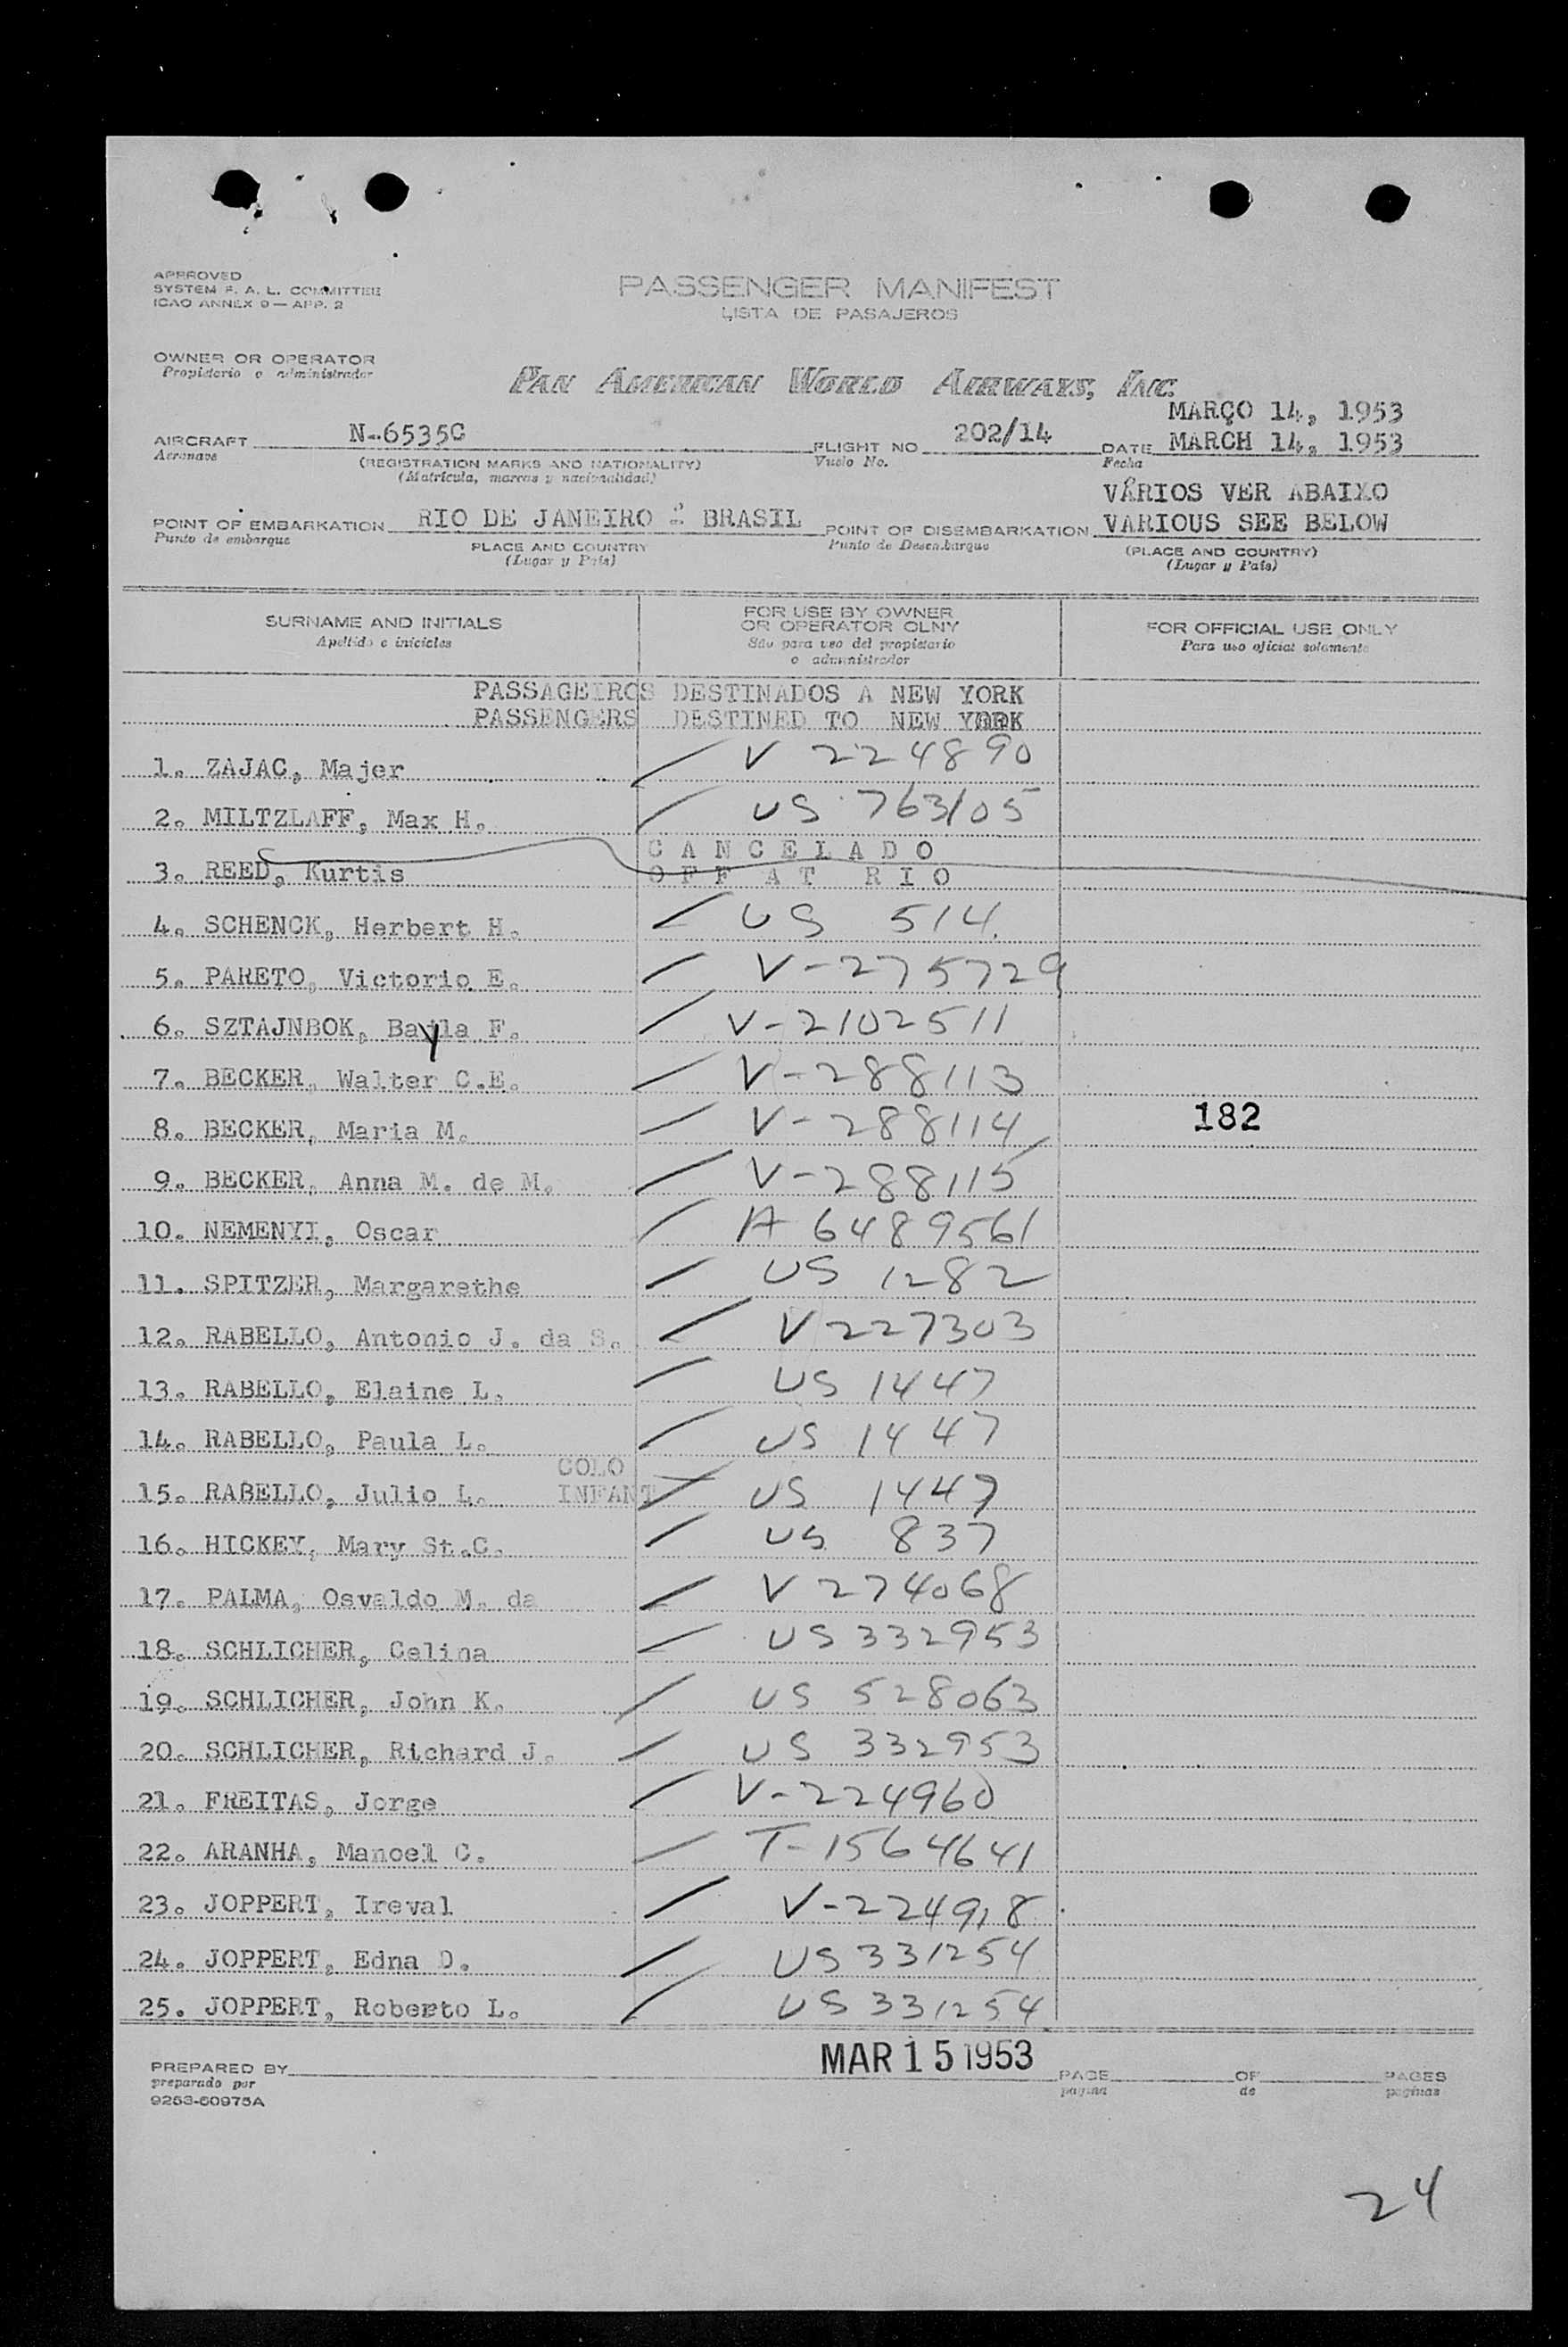 APPROVED
SYSTEM F. A. L. COMMITTEE
ICAO ANNEX 9 — APP. 2
PASSENGER MANIFEST
LISTA DE PASAJEROS
OWNER OR OPERATOR
Propietario o administrador
PAN AMERICAN WORLD AIRWAYS, INC.
MARÇO 14, 1953
AIRCRAFT N-6535C FLIGHT NO 202/14 DATE MARCH 14, 1953
Aeronave (REGISTRATION MARKS AND NATIONALITY) Vuelo No. Fecha
(Matricula, marcas y nacionalidad)
VÁRIOS VER ABAIXO
POINT OF EMBARKATION RIO DE JANEIRO - BRASIL POINT OF DISEMBARKATION VARIOUS SEE BELOW
Punto de embarque PLACE AND COUNTRY Punto de Desembarque (PLACE AND COUNTRY)
(Lugar y País) (Lugar y País)
SURNAME AND INITIALS FOR USE BY OWNER OR OPERATOR OLNY FOR OFFICIAL USE ONLY
Apellido e iniciales Sáo para uso del propietario o administrador Para uso oficial solamente
PASSAGEIROS DESTINADOS A NEW YORK
PASSENGERS DESTINED TO NEW YORK
1. ZAJAC, Majer V 224890
2. MILTZLAFF, Max H. US 763105
CANCELADO
3. REED, Kurtis OFF AT RIO
4. SCHENCK, Herbert H. US 514
5. PARETO, Victorio E. V-275729
6. SZTAJNBOK, Bayla F. V-2102511
7. BECKER, Walter C.E. V-288113
8. BECKER, Maria M. V-288114 182
9. BECKER, Anna M. de M. V-288115
10. NEMENYI, Oscar A 6489561
11. SPITZER, Margarethe US 1282
12. RABELLO, Antonio J. da S. V 227303
13. RABELLO, Elaine L. US 1447
14. RABELLO, Paula L. US 1447
COLO
15. RABELLO, Julio L. INFANT US 1447
16. HICKEY, Mary St.C. US 837
17. PALMA, Osvaldo M. da V 274068
18. SCHLICHER, Celina US 332953
19. SCHLICHER, John K. US 528063
20. SCHLICHER, Richard J. US 332953
21. FREITAS, Jorge V-224960
22. ARANHA, Manoel C. T-1564641
23. JOPPERT, Ireval V-224918
24. JOPPERT, Edna D. US 331254
25. JOPPERT, Roberto L. US 331254
PREPARED BY MAR 15 1953 PAGE OF PAGES
preparado por pagina de paginas
9253-60975A
24